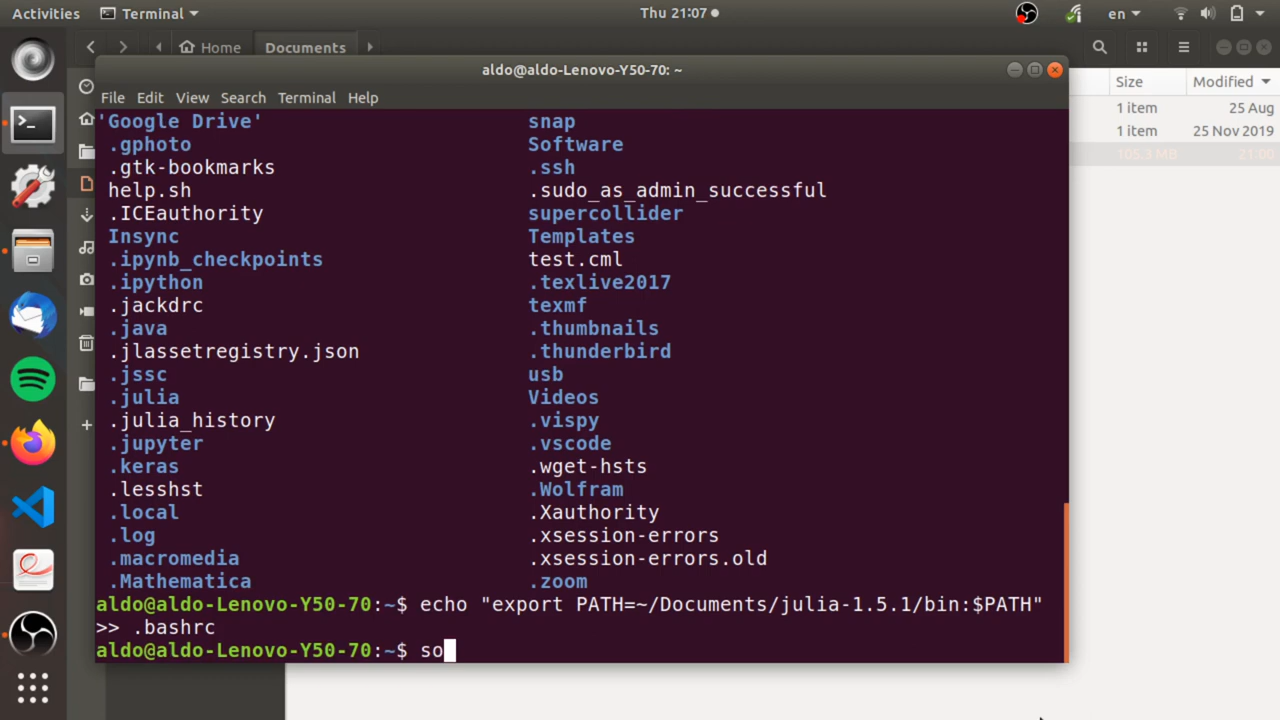 Activities Terminal Thu 21:07 en
Home Documents
aldo@aldo-Lenovo-Y50-70: ~
Size Modified
File Edit View Search Terminal Help
1 item 25 Aug
1 item 25 Nov 2019
105.3 MB 21:00
'Google Drive' snap
.gphoto Software
.gtk-bookmarks .ssh
help.sh .sudo_as_admin_successful
.ICEauthority supercollider
Insync Templates
.ipynb_checkpoints test.cml
.ipython .texlive2017
.jackdrc texmf
.java .thumbnails
.jlassetregistry.json .thunderbird
.jssc usb
.julia Videos
.julia_history .vispy
.jupyter .vscode
.keras .wget-hsts
.lesshst .Wolfram
.local .Xauthority
.log .xsession-errors
.macromedia .xsession-errors.old
.Mathematica .zoom
aldo@aldo-Lenovo-Y50-70:~$ echo "export PATH=~/Documents/julia-1.5.1/bin:$PATH"
>> .bashrc
aldo@aldo-Lenovo-Y50-70:~$ so